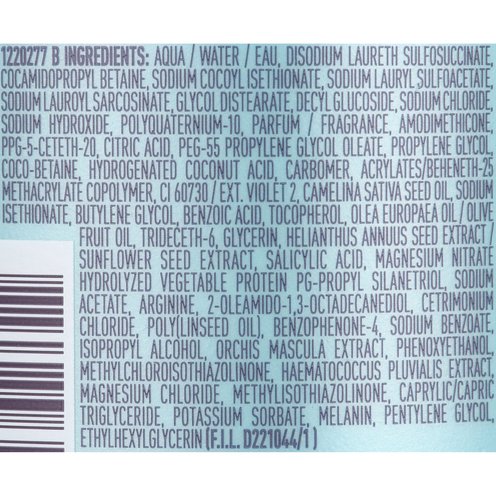 1220277 B INGREDIENTS: AQUA / WATER / EAU, DISODIUM LAURETH SULFOSUCCINATE,
COCAMIDOPROPYL BETAINE, SODIUM COCOYL ISETHIONATE, SODIUM LAURYL SULFOACETATE,
SODIUM LAUROYL SARCOSINATE, GLYCOL DISTEARATE, DECYL GLUCOSIDE, SODIUM CHLORIDE,
SODIUM HYDROXIDE, POLYQUATERNIUM-10, PARFUM / FRAGRANCE, AMODIMETHICONE
PPG-5-CETETH-20, CITRIC ACID, PEG-55 PROPYLENE GLYCOL OLEATE, PROPYLENE GLYCOL,
COCO-BETAINE, HYDROGENATED COCONUT ACID, CARBOMER, ACRYLATES/BEHENETH-25
METHACRYLATE COPOLYMER, CI 60730 / EXT. VIOLET 2, CAMELINA SATIVA SEED OIL, SODIUM
ISETHIONATE, BUTYLENE GLYCOL, BENZOIC ACID, TOCOPHEROL, OLEA EUROPAEA OIL / OLIVE
FRUIT OIL, TRIDECETH-6, GLYCERIN, HELIANTHUS ANNUUS SEED EXTRACT /
SUNFLOWER SEED EXTRACT, SALICYLIC ACID, MAGNESIUM NITRATE
HYDROLYZED VEGETABLE PROTEIN PG-PROPYL SILANETRIOL, SODIUM
ACETATE, ARGININE, 2-OLEAMIDO-1,3-OCTADECANEDIOL, CETRIMONIUM
CHLORIDE, POLY(LINSEED OIL), BENZOPHENONE-4, SODIUM BENZOATE,
ISOPROPYL ALCOHOL, ORCHIS MASCULA EXTRACT, PHENOXYETHANOL,
METHYLCHLOROISOTHIAZOLINONE, HAEMATOCOCCUS PLUVIALIS EXTRACT,
MAGNESIUM CHLORIDE, METHYLISOTHIAZOLINONE, CAPRYLIC/CAPRIC
TRIGLYCERIDE, POTASSIUM SORBATE, MELANIN, PENTYLENE GLYCOL,
ETHYLHEXYLGLYCERIN (F.I.L. D221044/1)